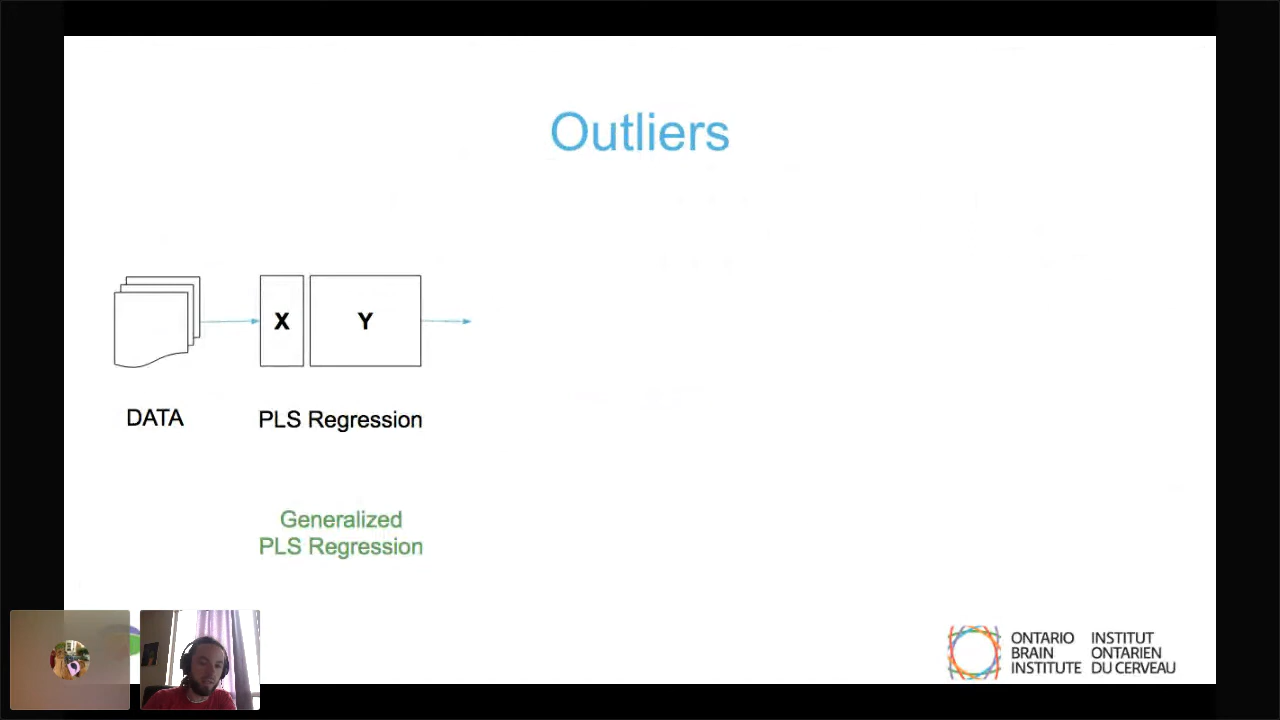 Outliers
X
Y
DATA
PLS Regression
Generalized
PLS Regression
ONTARIO
BRAIN
INSTITUTE
INSTITUT
ONTARIEN
DU CERVEAU